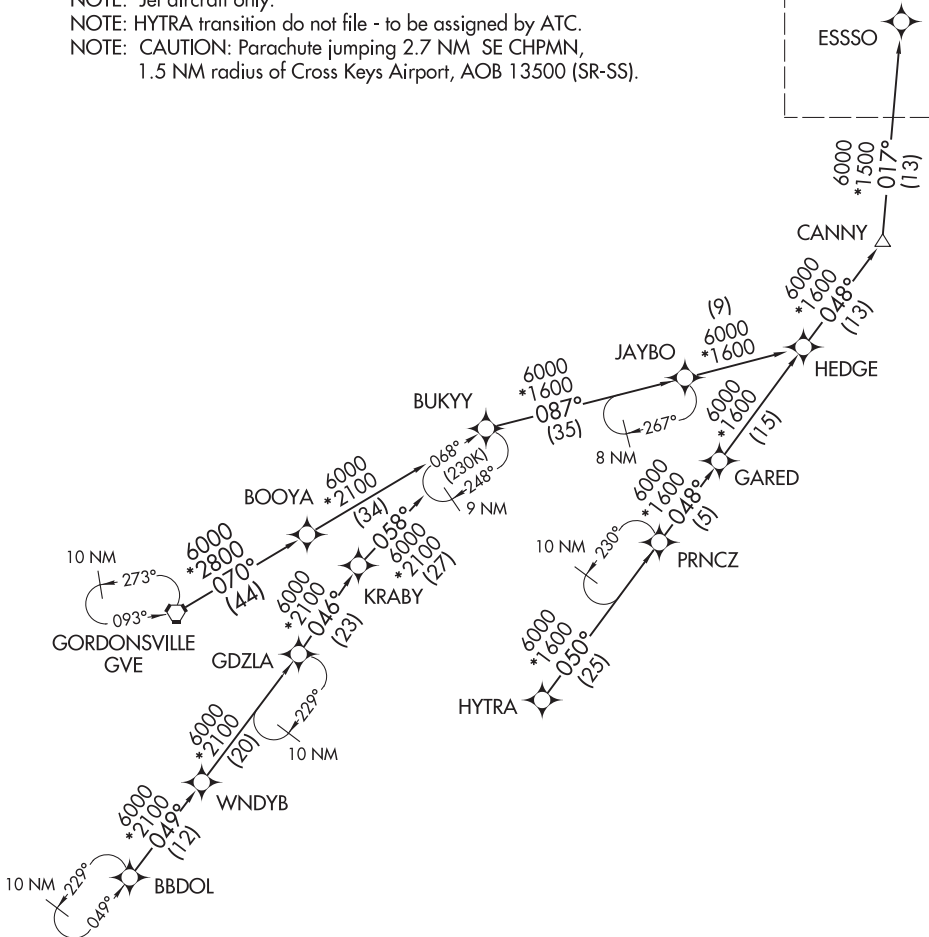 NOTE: Jet aircraft only.
NOTE: HYTRA transition do not file - to be assigned by ATC.
NOTE: CAUTION: Parachute jumping 2.7 NM SE CHPMN,
1.5 NM radius of Cross Keys Airport, AOB 13500 (SR-SS).
ESSSO
6000
*1500
017°
(13)
CANNY
6000
*1600
048°
(13)
(9)
6000
*1600
JAYBO
HEDGE
6000
*1600
087°
(35)
BUKYY
267°
8 NM
6000
*1600
(15)
GARED
068°
(230K)
248°
9 NM
6000
*2100
(34)
BOOYA
6000
*1600
048°
(5)
PRNCZ
10 NM
230°
058°
6000
*2100
(27)
KRABY
6000
*2800
070°
(44)
10 NM
273°
093°
GORDONSVILLE
GVE
6000
*2100
046°
(23)
GDZLA
229°
10 NM
6000
*1600
050°
(25)
HYTRA
6000
*2100
(20)
WNDYB
6000
*2100
049°
(12)
BBDOL
10 NM
229°
049°